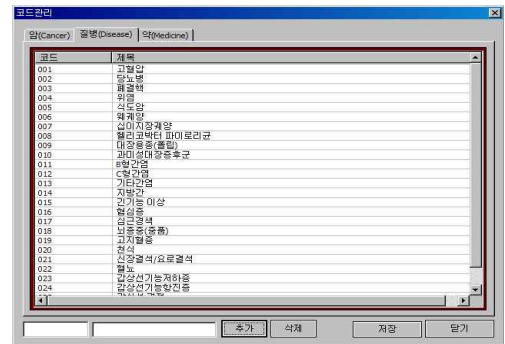 코드관리
암(Cancer) 질병(Disease) 약(Medicine)
코드 제목
001 고혈압
002 당뇨병
003 폐결핵
004 위염
005 식도암
006 위궤양
007 십이지장궤양
008 헬리코박터 파이로리균
009 대장용종(폴립)
010 과미성대장증후군
011 B형간염
012 C형간염
013 기타간염
014 지방간
015 간기능 이상
016 협심증
017 심근경색
018 뇌졸중(중풍)
019 고지혈증
020 천식
021 신장결석/요로결석
022 혈뇨
023 갑상선기능저하증
024 갑상선기능항진증
추가 삭제 저장 닫기